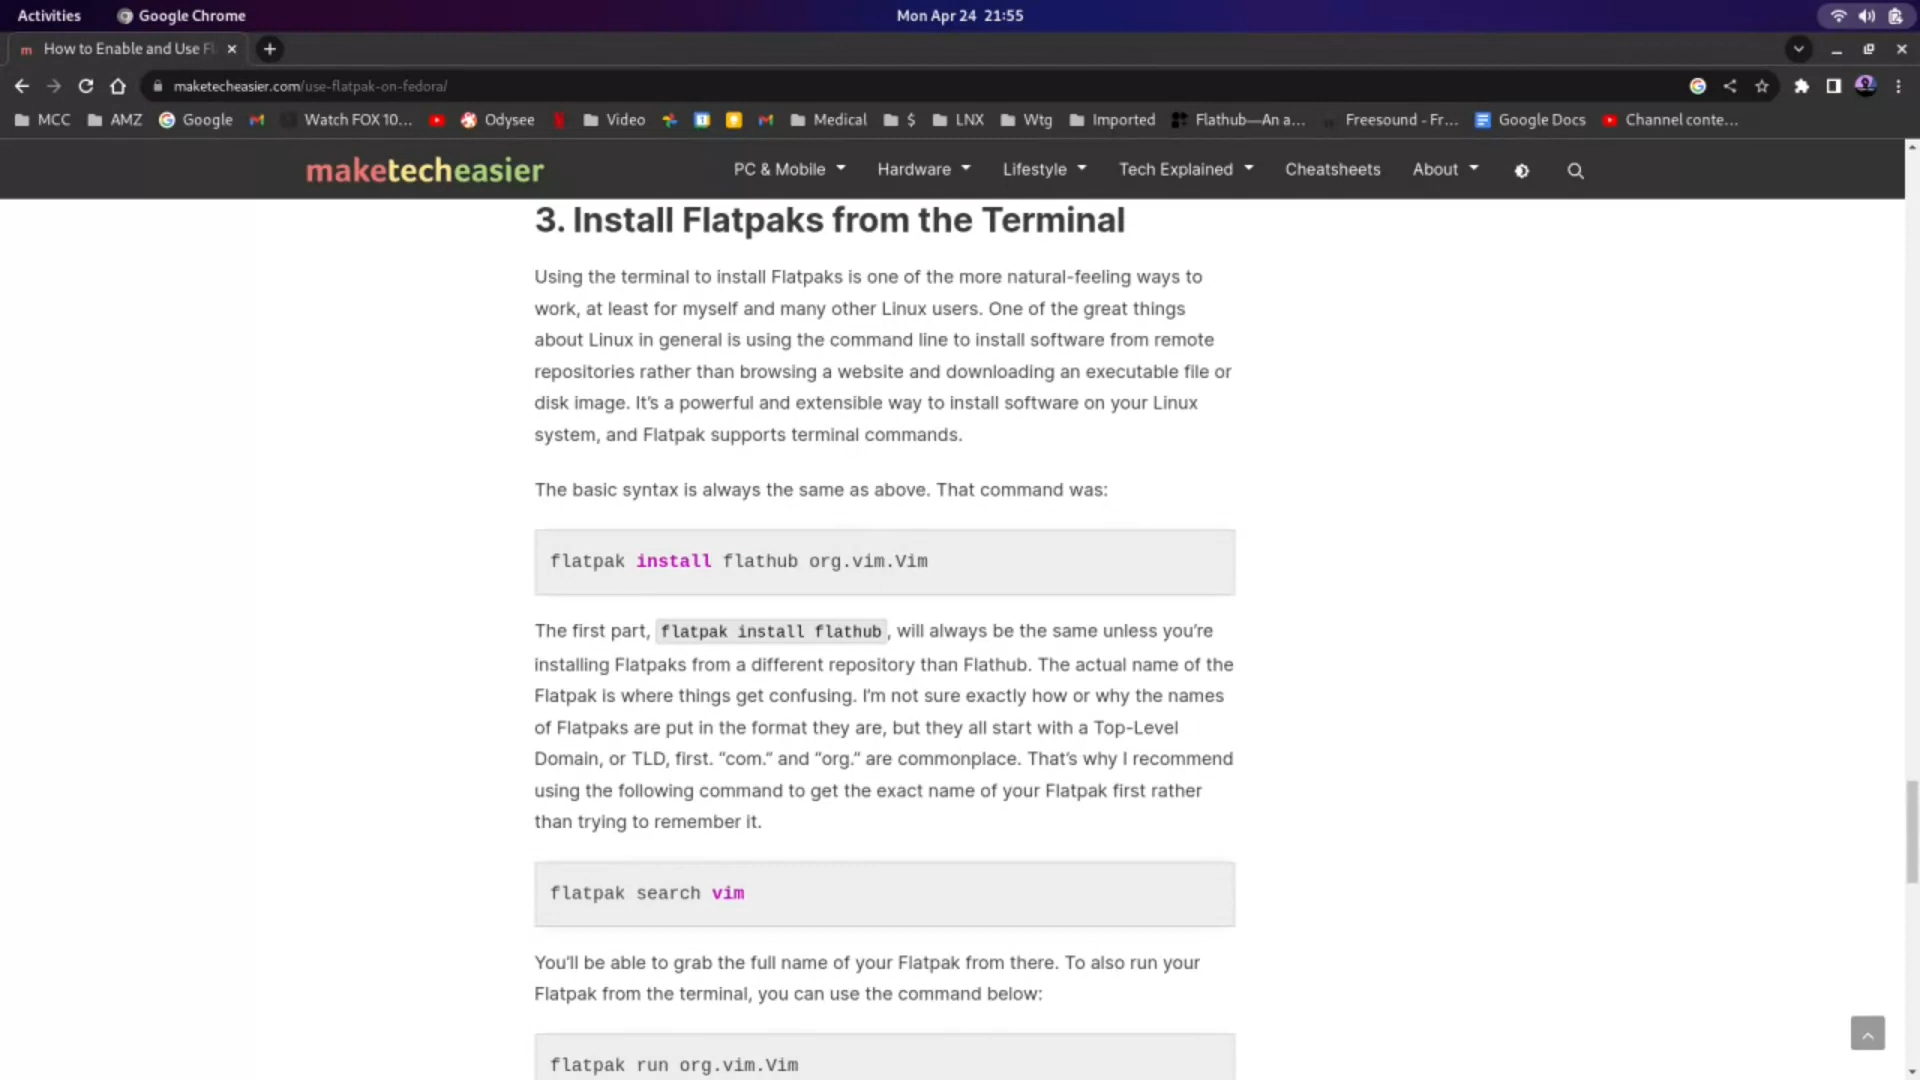 Activities Google Chrome Mon Apr 24 21:55
m How to Enable and Use Fl
maketecheasier.com/use-flatpak-on-fedora/
MCC AMZ Google Watch FOX 10... Odysee Video Medical $ LNX Wtg Imported Flathub—An a... Freesound - Fr... Google Docs Channel conte...
maketecheasier PC & Mobile Hardware Lifestyle Tech Explained Cheatsheets About
3. Install Flatpaks from the Terminal
Using the terminal to install Flatpaks is one of the more natural-feeling ways to
work, at least for myself and many other Linux users. One of the great things
about Linux in general is using the command line to install software from remote
repositories rather than browsing a website and downloading an executable file or
disk image. It’s a powerful and extensible way to install software on your Linux
system, and Flatpak supports terminal commands.
The basic syntax is always the same as above. That command was:
flatpak install flathub org.vim.Vim
The first part, flatpak install flathub, will always be the same unless you’re
installing Flatpaks from a different repository than Flathub. The actual name of the
Flatpak is where things get confusing. I’m not sure exactly how or why the names
of Flatpaks are put in the format they are, but they all start with a Top-Level
Domain, or TLD, first. “com.” and “org.” are commonplace. That’s why I recommend
using the following command to get the exact name of your Flatpak first rather
than trying to remember it.
flatpak search vim
You’ll be able to grab the full name of your Flatpak from there. To also run your
Flatpak from the terminal, you can use the command below:
flatpak run org.vim.Vim